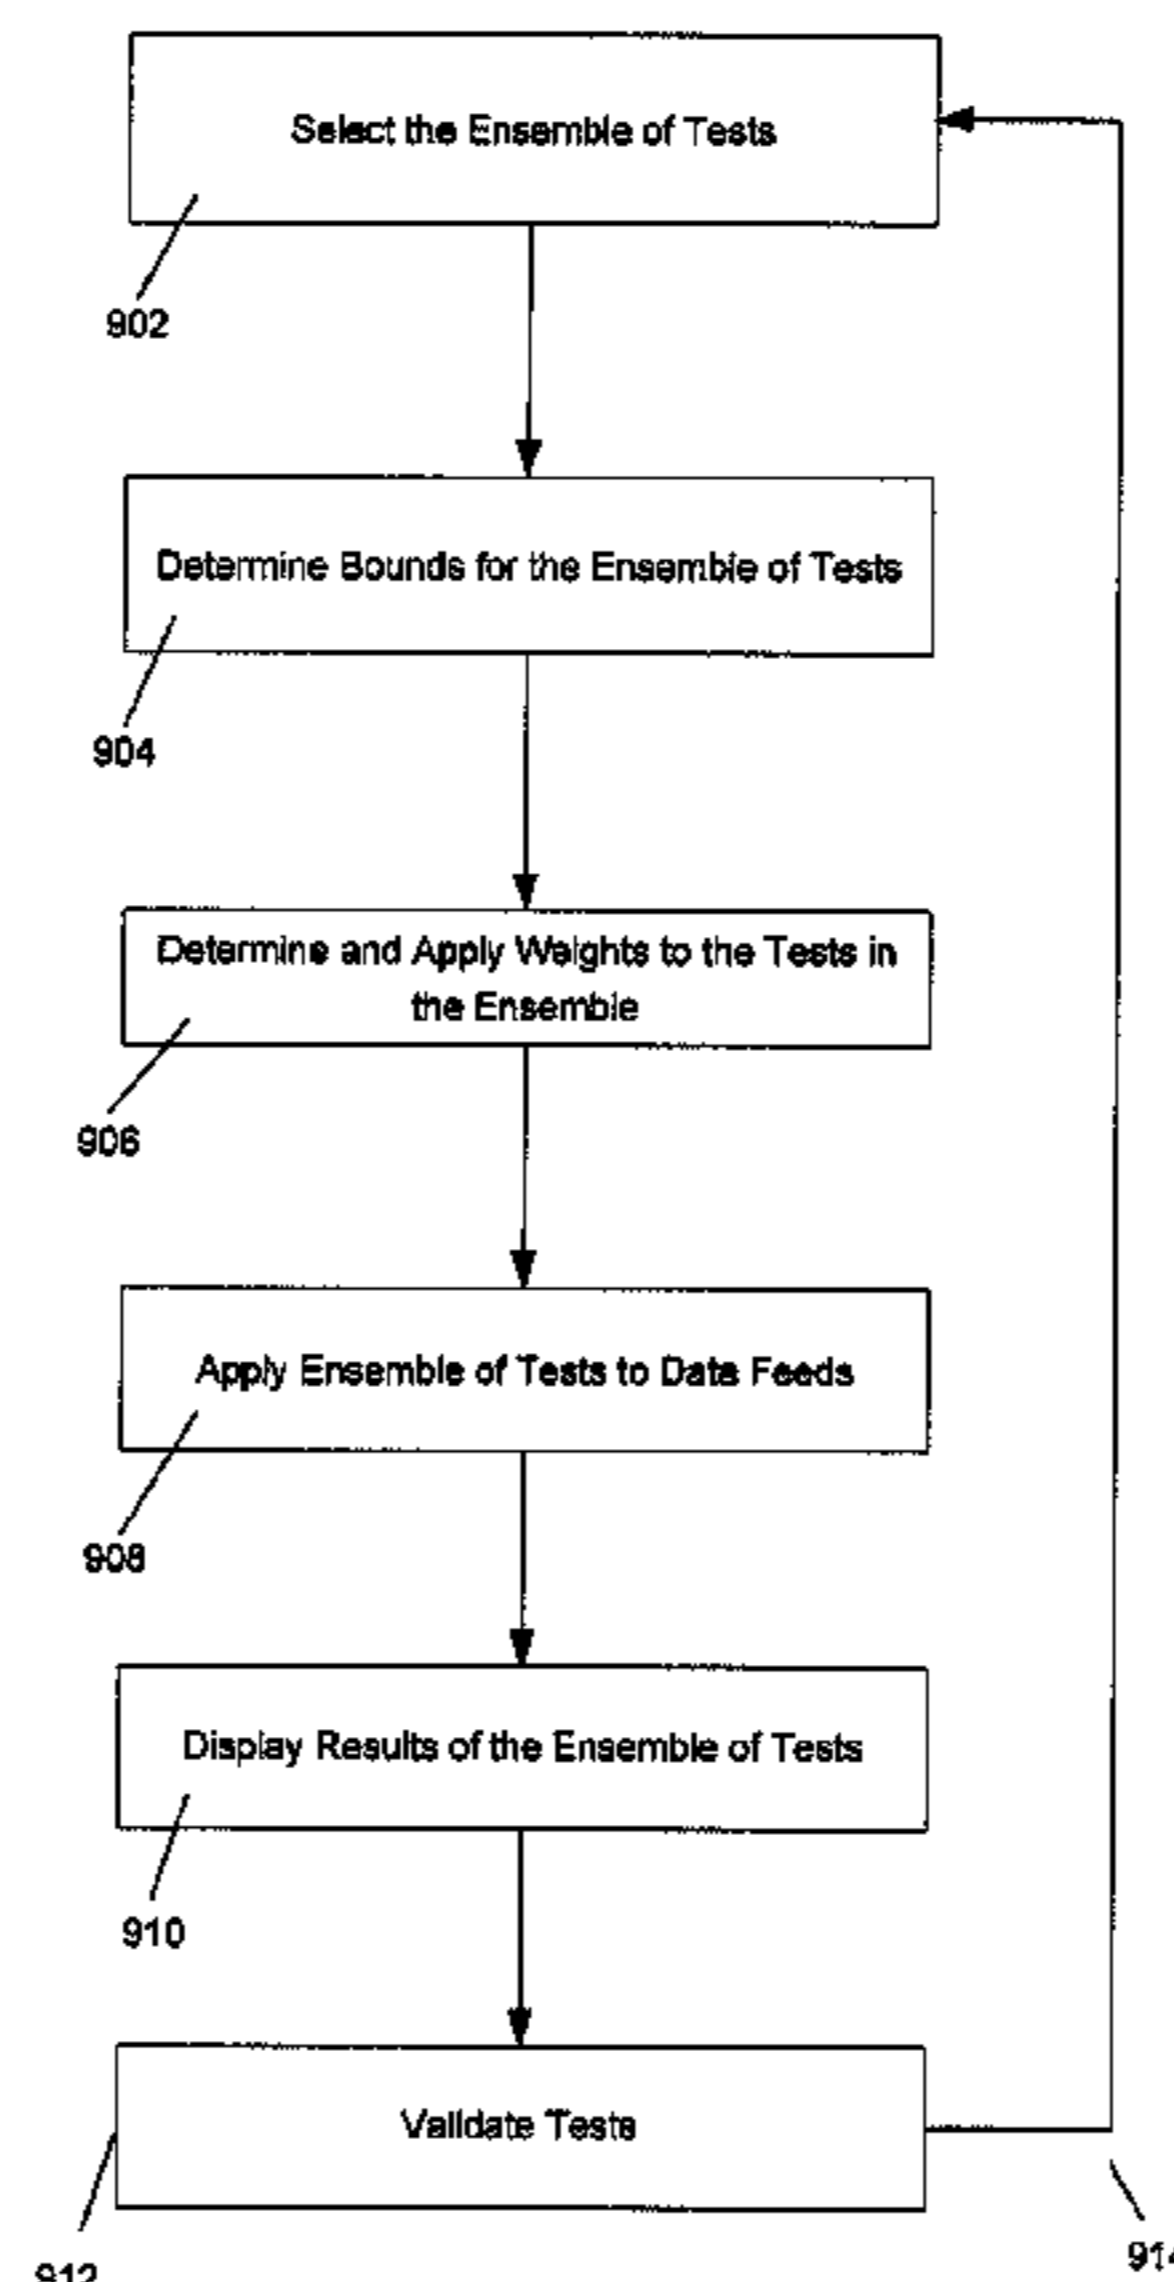 Select the Ensemble of Tests
902
Determine Bounds for the Ensemble of Tests
904
Determine and Apply Weights to the Tests in
the Ensemble
906
Apply Ensemble of Tests to Data Feeds
908
Display Results of the Ensemble of Tests
910
Validate Tests
912
914